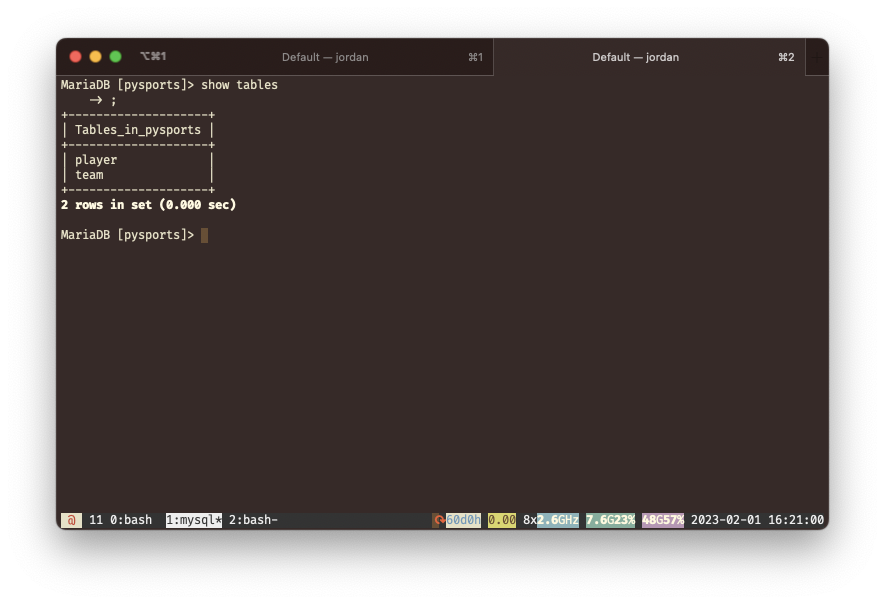 ⌥⌘1 Default — jordan ⌘1 Default — jordan ⌘2
MariaDB [pysports]> show tables
    -> ;
+--------------------+
| Tables_in_pysports |
+--------------------+
| player             |
| team               |
+--------------------+
2 rows in set (0.000 sec)
MariaDB [pysports]>
@ 11 0:bash 1:mysql* 2:bash- ⟳60d0h 0.00 8x2.6GHz 7.6G23% 48G57% 2023-02-01 16:21:00